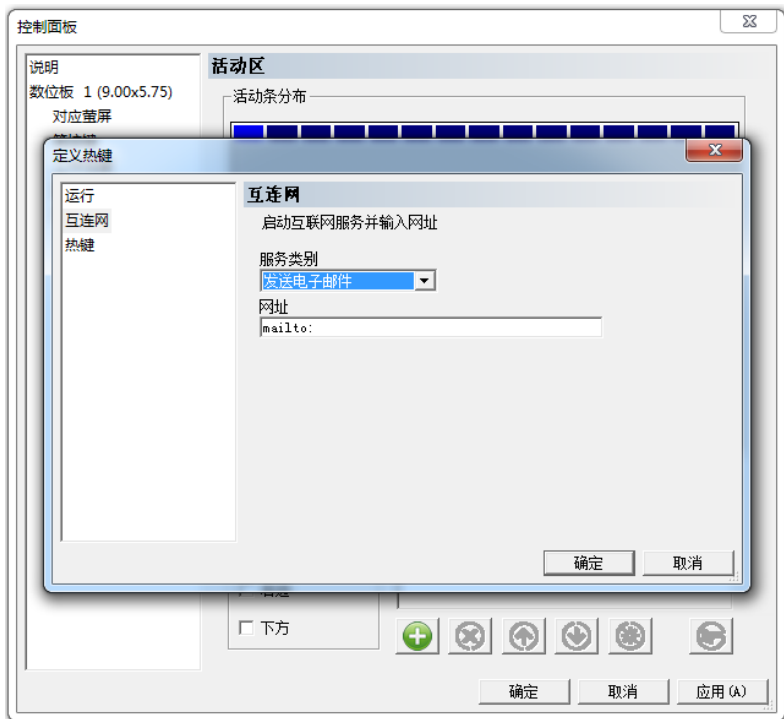 控制面板
说明
数位板 1 (9.00x5.75)
对应萤屏
活动区
活动条分布
定义热键
运行
互连网
热键
互连网
启动互联网服务并输入网址
服务类别
发送电子邮件
网址
mailto:
确定
取消
下方
确定
取消
应用(A)